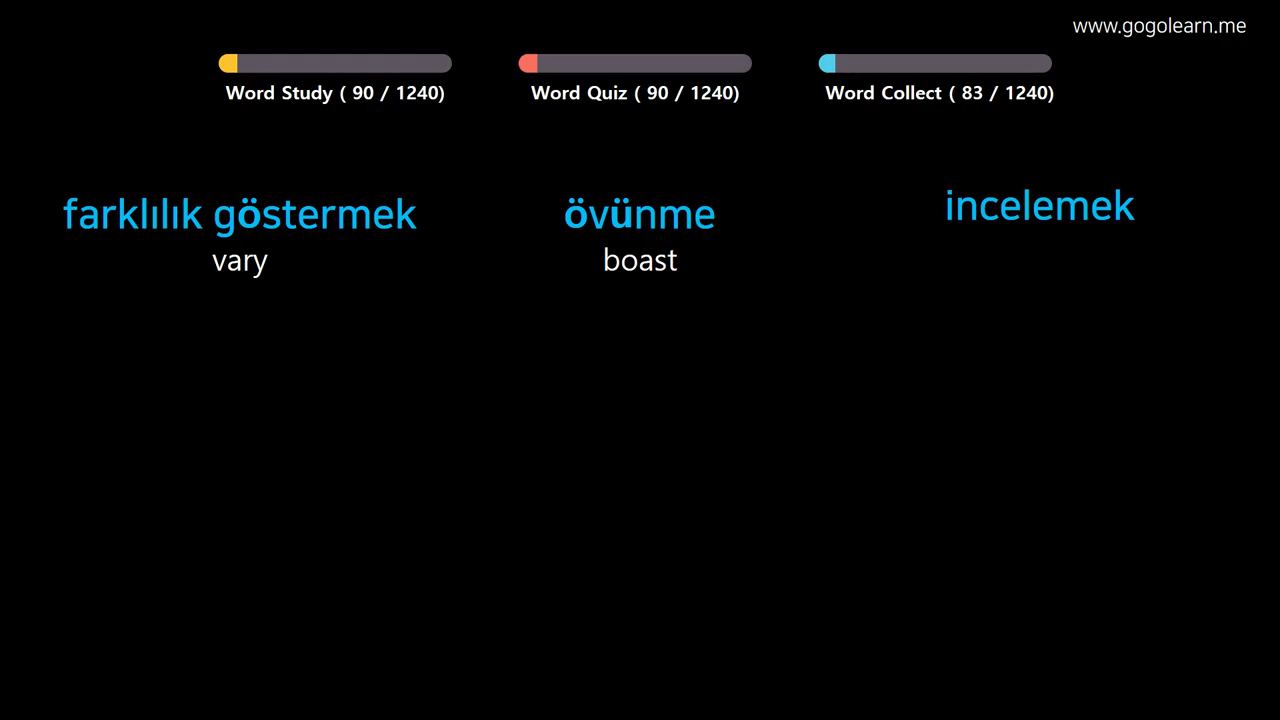 www.gogolearn.me
Word Study ( 90 / 1240)
Word Quiz ( 90 / 1240)
Word Collect ( 83 / 1240)
farklılık göstermek
vary
övünme
boast
incelemek